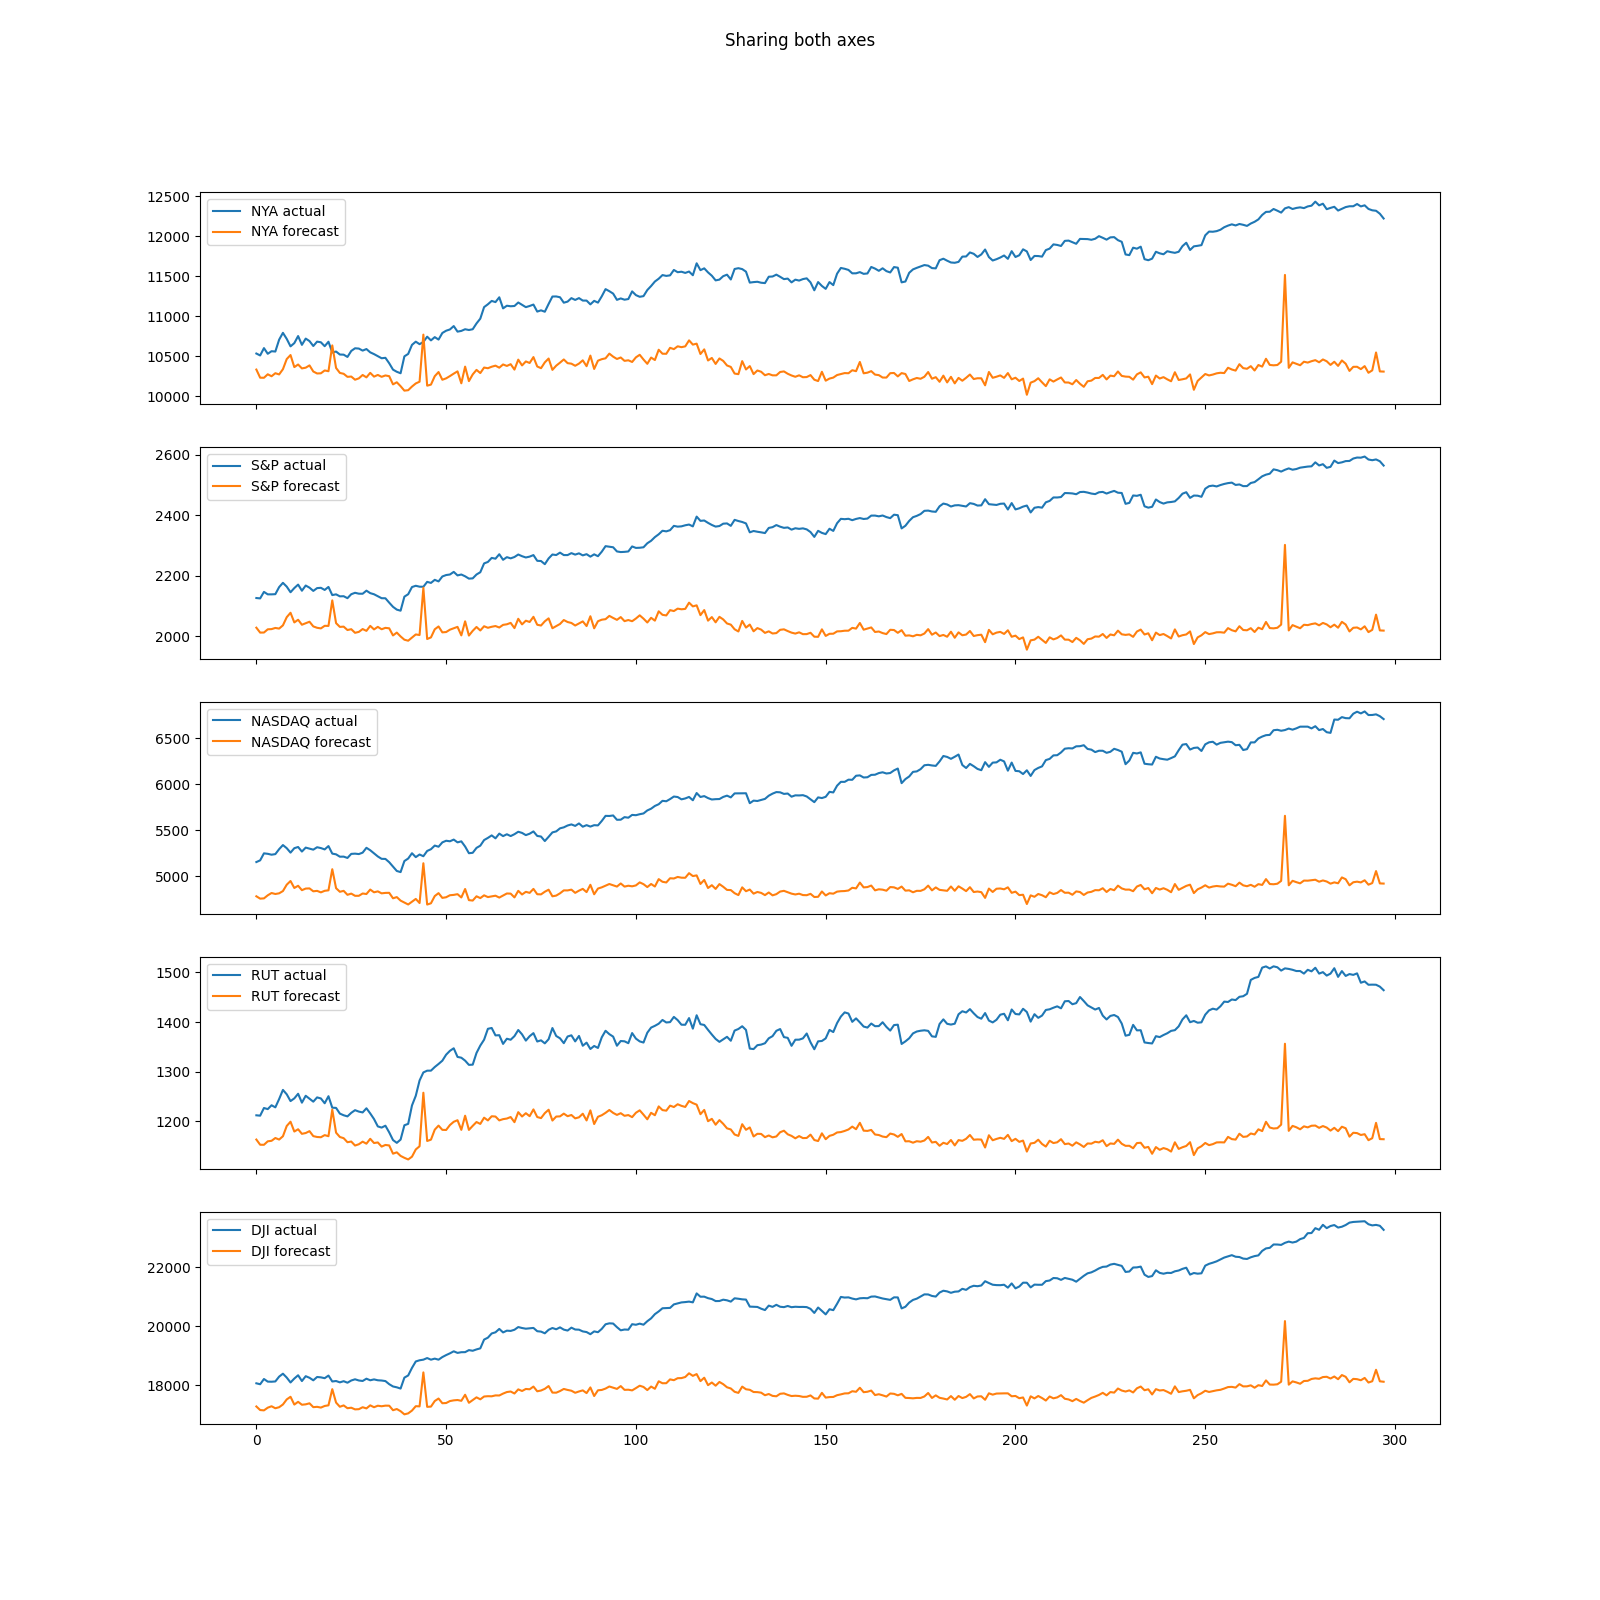 Sharing both axes
12500
12000
11500
11000
10500
10000
NYA actual
NYA forecast
2600
2400
2200
2000
S&P actual
S&P forecast
6500
6000
5500
5000
NASDAQ actual
NASDAQ forecast
1500
1400
1300
1200
RUT actual
RUT forecast
22000
20000
18000
DJI actual
DJI forecast
0 50 100 150 200 250 300